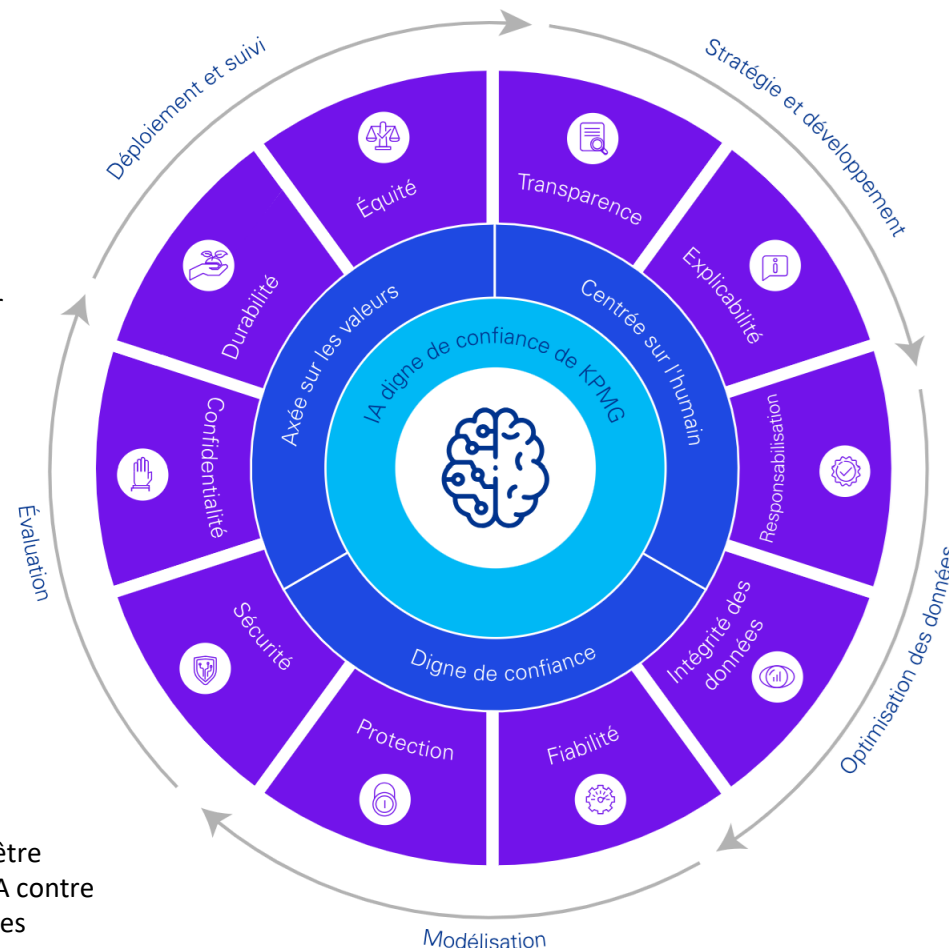 Déploiement et suivi
Stratégie et développement
Équité
Transparence
Durabilité
Explicabilité
Axée sur les valeurs
Centrée sur l'humain
IA digne de confiance de KPMG
Confidentialité
Responsabilisation
Évaluation
Sécurité
Intégrité des
données
Optimisation des données
Digne de confiance
Protection
Fiabilité
être
A contre
es
Modélisation